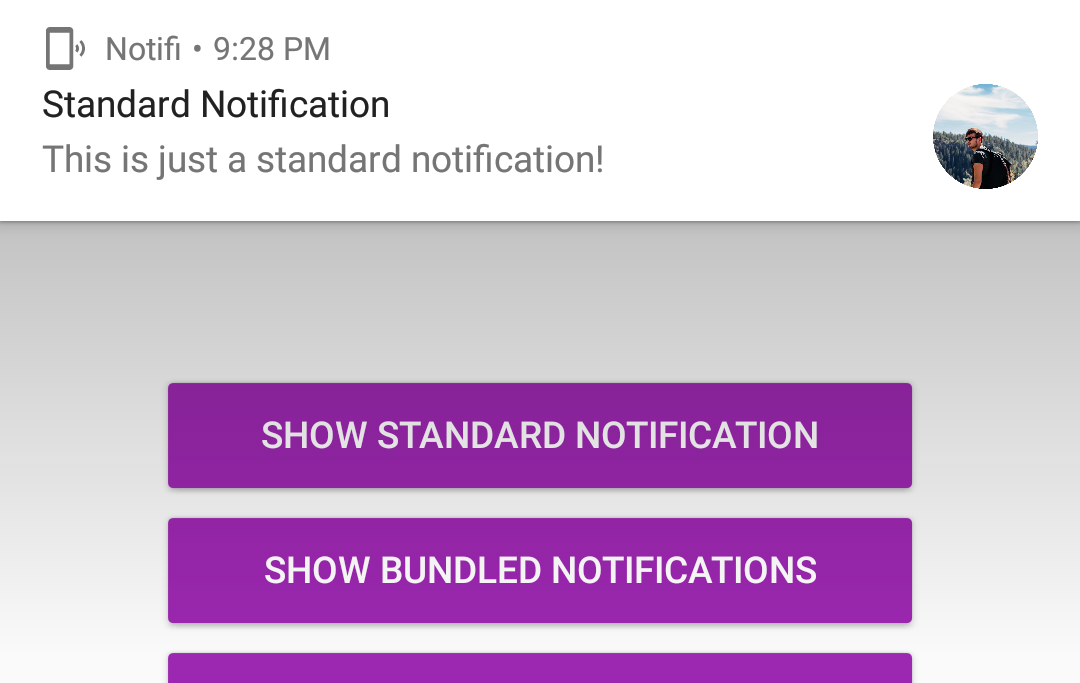 Notifi • 9:28 PM
Standard Notification
This is just a standard notification!
SHOW STANDARD NOTIFICATION
SHOW BUNDLED NOTIFICATIONS